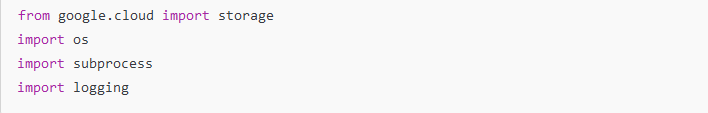 from google.cloud import storage
import os
import subprocess
import logging